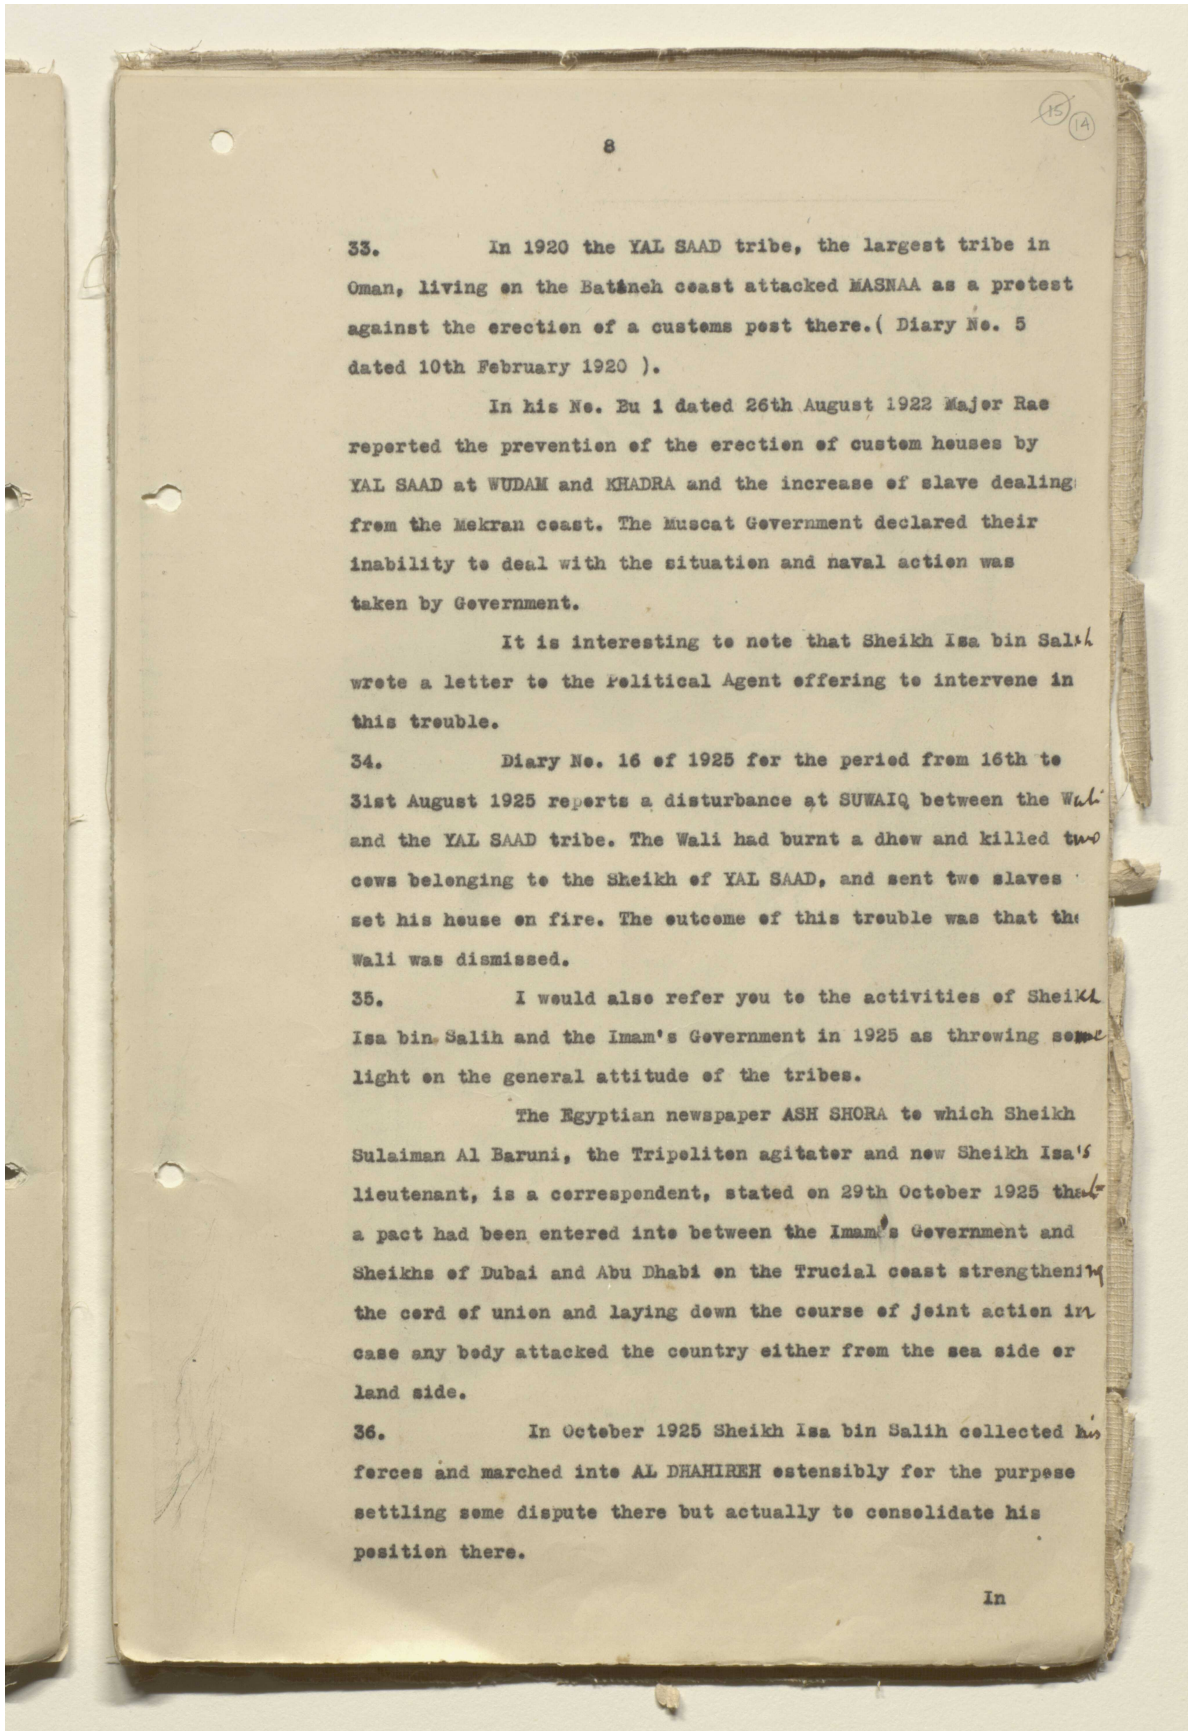 15
14
8
33. In 1920 the YAL SAAD tribe, the largest tribe in
Oman, living on the Batineh coast attacked MASNAA as a protest
against the erection of a customs post there.( Diary No. 5
dated 10th February 1920 ).
In his No. Eu 1 dated 26th August 1922 Major Rae
reported the prevention of the erection of custom houses by
YAL SAAD at WUDAM and KHADRA and the increase of slave dealing
from the Mekran coast. The Muscat Government declared their
inability to deal with the situation and naval action was
taken by Government.
It is interesting to note that Sheikh Isa bin Salih
wrote a letter to the Political Agent offering to intervene in
this trouble.
34. Diary No. 16 of 1925 for the period from 16th to
31st August 1925 reports a disturbance at SUWAIQ between the Wali
and the YAL SAAD tribe. The Wali had burnt a dhow and killed two
cows belonging to the Sheikh of YAL SAAD, and sent two slaves
set his house on fire. The outcome of this trouble was that the
Wali was dismissed.
35. I would also refer you to the activities of Sheikh
Isa bin Salih and the Imam's Government in 1925 as throwing some
light on the general attitude of the tribes.
The Egyptian newspaper ASH SHORA to which Sheikh
Sulaiman Al Baruni, the Tripoliton agitator and now Sheikh Isa's
lieutenant, is a correspondent, stated on 29th October 1925 that
a pact had been entered into between the Imam's Government and
Sheikhs of Dubai and Abu Dhabi on the Trucial coast strengthening
the cord of union and laying down the course of joint action in
case any body attacked the country either from the sea side or
land side.
36. In October 1925 Sheikh Isa bin Salih collected his
forces and marched into AL DHAHIREH ostensibly for the purpose
settling some dispute there but actually to consolidate his
position there.
In